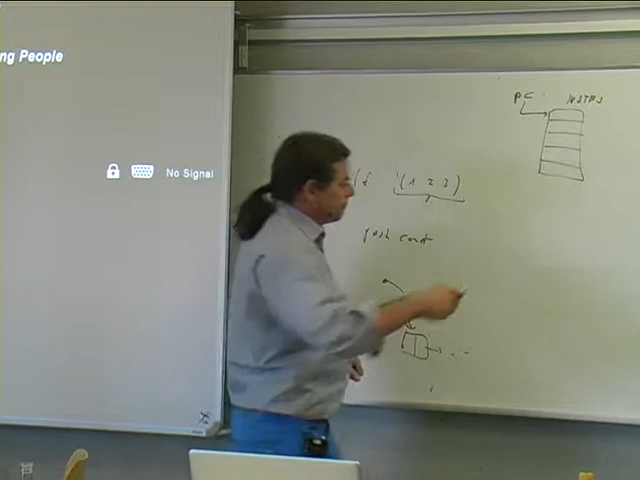 ng People
No Signal
PC INSTRS
(f '(1 2 3)
push const